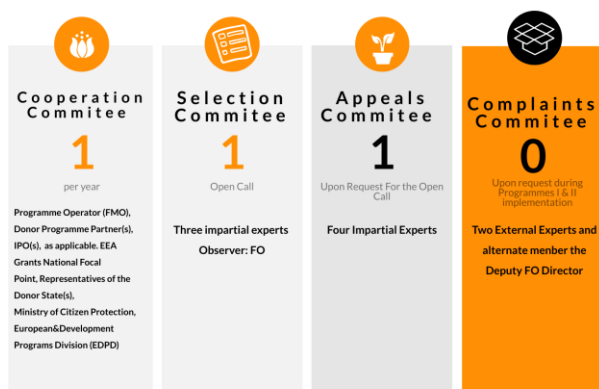 Cooperation
Commitee
1
per year
Programme Operator (FMO),
Donor Programme Partner(s),
IPO(s), as applicable. EEA
Grants National Focal
Point, Representatives of the
Donor State(s),
Ministry of Citizen Protection,
European&Development
Programs Division (EDPD)
Selection
Commitee
1
Open Call
Three impartial experts
Observer: FO
Appeals
Commitee
1
Upon Request For the Open
Call
Four Impartial Experts
Complaints
Commitee
0
Upon request during
Programmes I & II
implementation
Two External Experts and
alternate menber the
Deputy FO Director